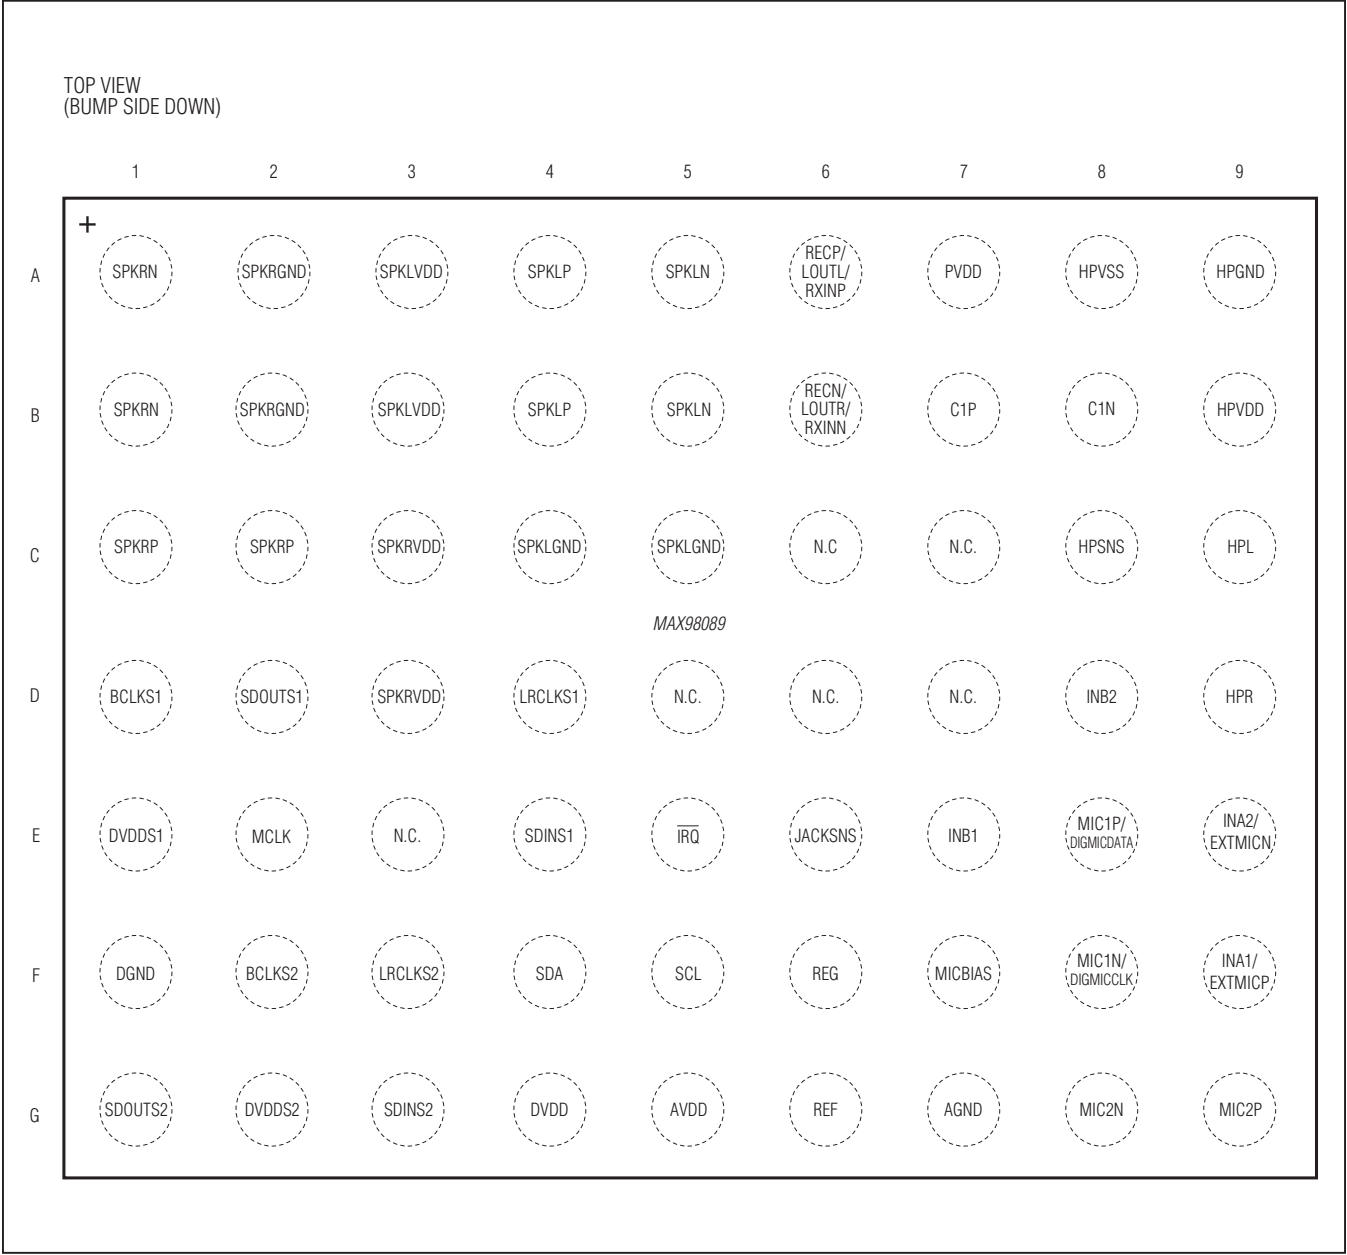 TOP VIEW
(BUMP SIDE DOWN)
1 2 3 4 5 6 7 8 9
+
A SPKRN SPKRGND SPKLVDD SPKLP SPKLN RECP/ LOUTL/ RXINP PVDD HPVSS HPGND
B SPKRN SPKRGND SPKLVDD SPKLP SPKLN RECN/ LOUTR/ RXINN C1P C1N HPVDD
C SPKRP SPKRP SPKRVDD SPKLGND SPKLGND N.C N.C. HPSNS HPL
MAX98089
D BCLKS1 SDOUTS1 SPKRVDD LRCLKS1 N.C. N.C. N.C. INB2 HPR
E DVDDS1 MCLK N.C. SDINS1 I̅R̅Q̅ JACKSNS INB1 MIC1P/ DIGMICDATA INA2/ EXTMICN
F DGND BCLKS2 LRCLKS2 SDA SCL REG MICBIAS MIC1N/ DIGMICCLK INA1/ EXTMICP
G SDOUTS2 DVDDS2 SDINS2 DVDD AVDD REF AGND MIC2N MIC2P